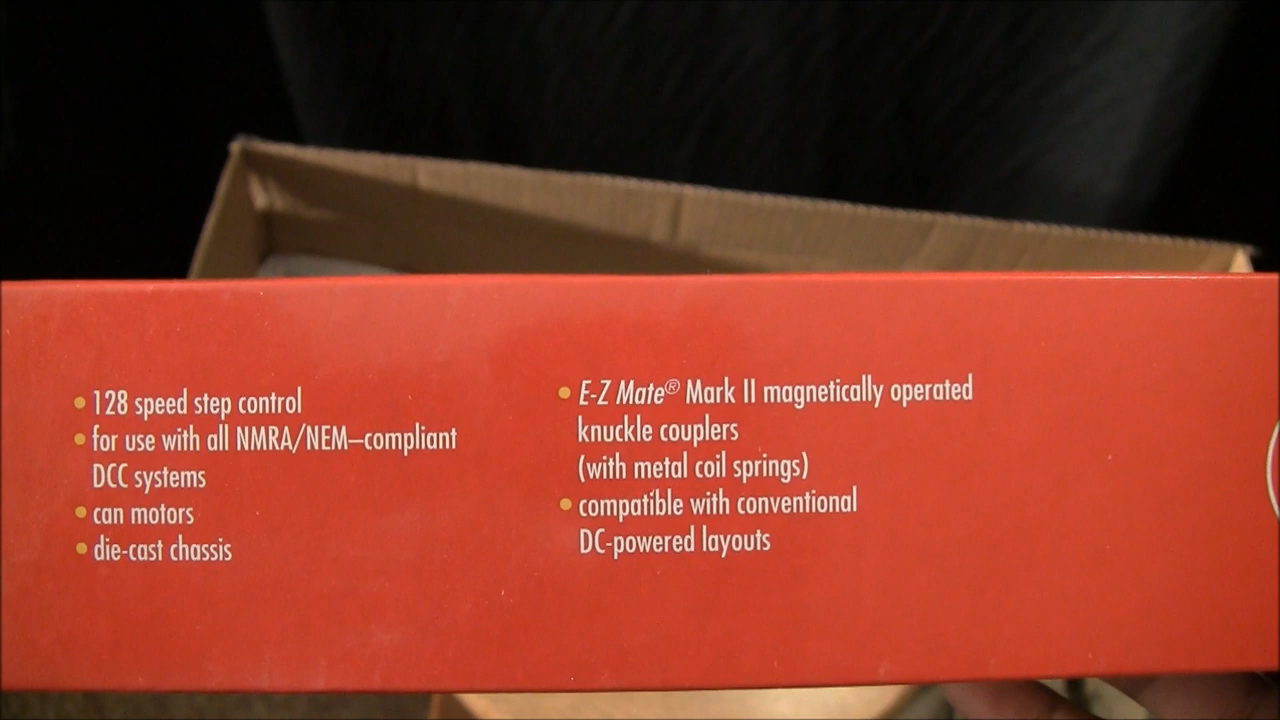 • 128 speed step control
• for use with all NMRA/NEM–compliant
DCC systems
• can motors
• die-cast chassis
• E-Z Mate® Mark II magnetically operated
knuckle couplers
(with metal coil springs)
• compatible with conventional
DC-powered layouts